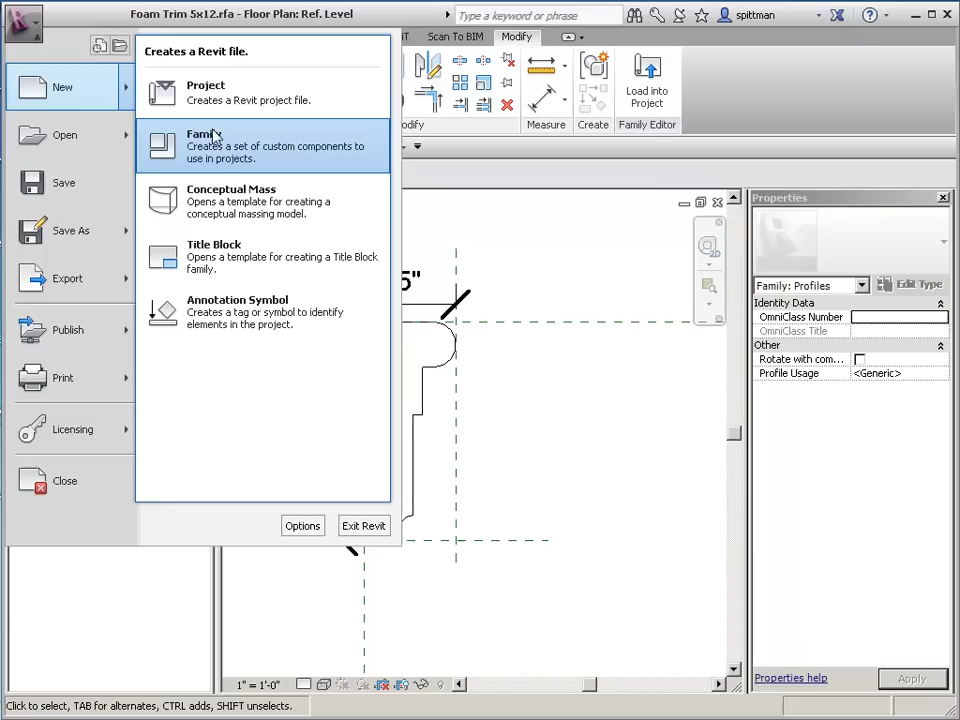 Foam Trim 5x12.rfa - Floor Plan: Ref. Level
Type a keyword or phrase
spittman
Scan To BIM
Modify
Load into
Project
Measure
Create
Family Editor
Creates a Revit file.
New
Open
Save
Save As
Export
Publish
Print
Licensing
Close
Project
Creates a Revit project file.
Family
Creates a set of custom components to
use in projects.
Conceptual Mass
Opens a template for creating a
conceptual massing model.
Title Block
Opens a template for creating a Title Block
family.
Annotation Symbol
Creates a tag or symbol to identify
elements in the project.
Options
Exit Revit
5"
2D
Properties
Family: Profiles
Edit Type
Identity Data
OmniClass Number
OmniClass Title
Other
Rotate with com...
Profile Usage
<Generic>
Properties help
Apply
1" = 1'-0"
Click to select, TAB for alternates, CTRL adds, SHIFT unselects.